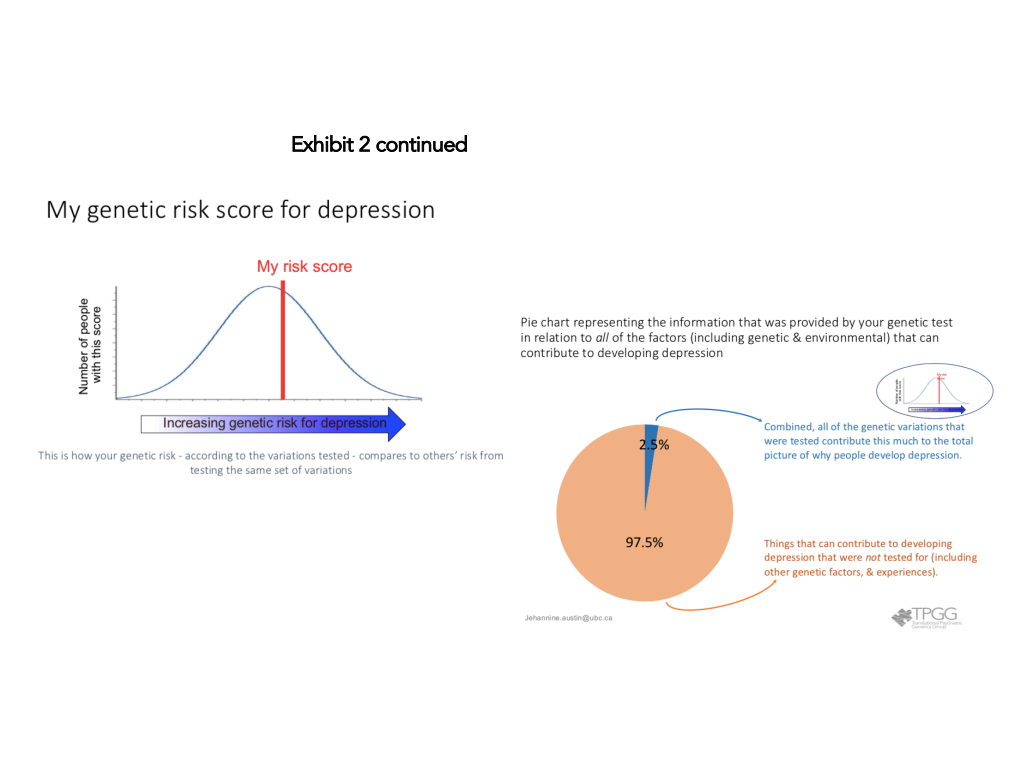 Exhibit 2 continued
My genetic risk score for depression
My risk score
Number of people
with this score
Increasing genetic risk for depression
This is how your genetic risk - according to the variations tested - compares to others' risk from
testing the same set of variations
Pie chart representing the information that was provided by your genetic test
in relation to all of the factors (including genetic & environmental) that can
contribute to developing depression
Combined, all of the genetic variations that
were tested contribute this much to the total
picture of why people develop depression.
2.5%
97.5%
Things that can contribute to developing
depression that were not tested for (including
other genetic factors, & experiences).
Jehannine.austin@ubc.ca
TPGG
Translational Psychiatric
Genetics Group